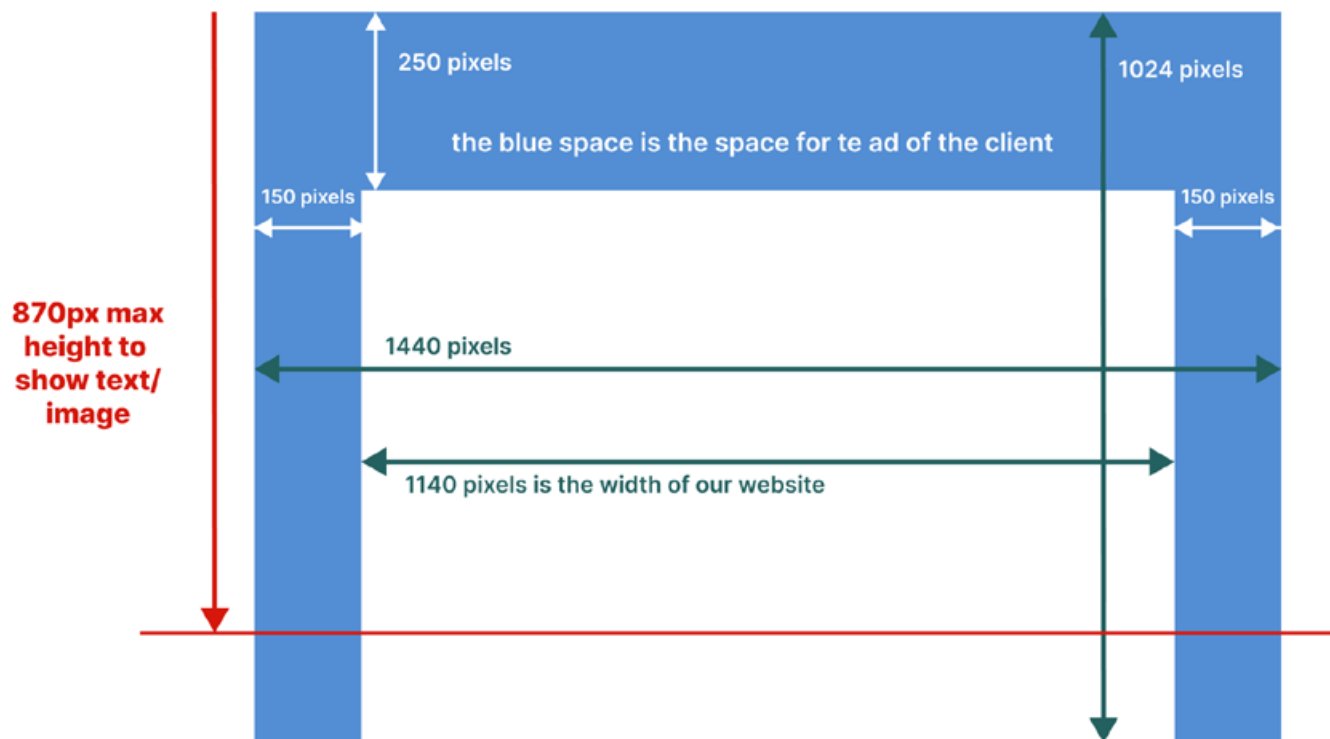 250 pixels
1024 pixels
the blue space is the space for te ad of the client
150 pixels
150 pixels
870px max
height to
show text/
image
1440 pixels
1140 pixels is the width of our website